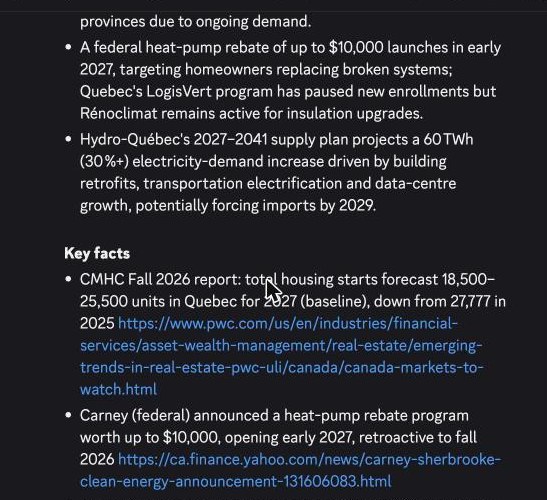 provinces due to ongoing demand.
• A federal heat-pump rebate of up to $10,000 launches in early
2027, targeting homeowners replacing broken systems;
Quebec's LogisVert program has paused new enrollments but
Rénoclimat remains active for insulation upgrades.
• Hydro-Québec's 2027–2041 supply plan projects a 60 TWh
(30 %+) electricity-demand increase driven by building
retrofits, transportation electrification and data-centre
growth, potentially forcing imports by 2029.
Key facts
• CMHC Fall 2026 report: total housing starts forecast 18,500–
25,500 units in Quebec for 2027 (baseline), down from 27,777 in
2025 https://www.pwc.com/us/en/industries/financial-
services/asset-wealth-management/real-estate/emerging-
trends-in-real-estate-pwc-uli/canada/canada-markets-to-
watch.html
• Carney (federal) announced a heat-pump rebate program
worth up to $10,000, opening early 2027, retroactive to fall
2026 https://ca.finance.yahoo.com/news/carney-sherbrooke-
clean-energy-announcement-131606083.html